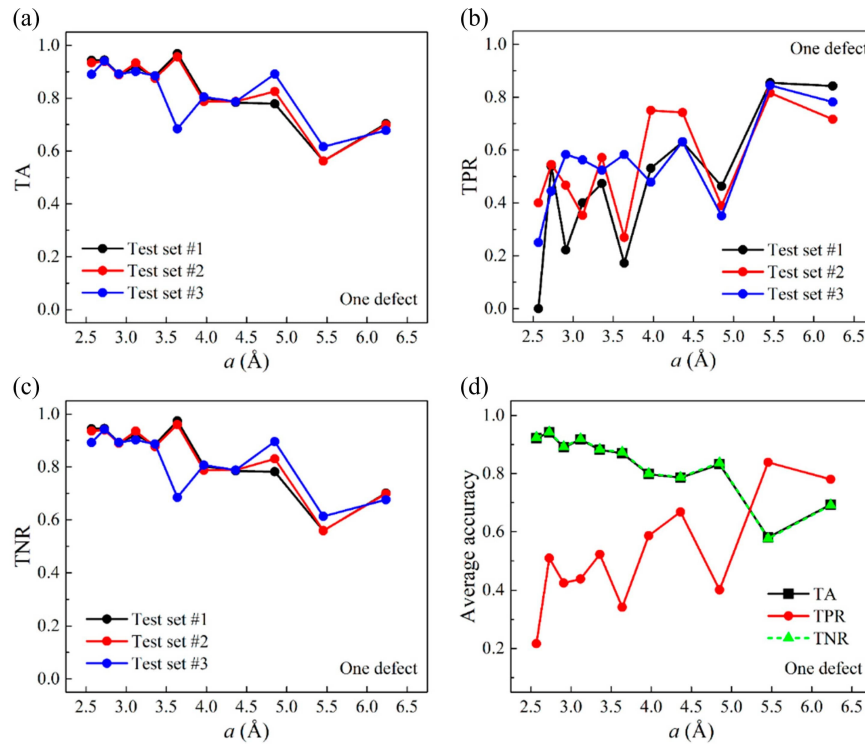 (a)
1.0
0.8
0.6
0.4
0.2
0.0
TA
Test set #1
Test set #2
Test set #3
One defect
2.5 3.0 3.5 4.0 4.5 5.0 5.5 6.0 6.5
a (Å)
(b)
One defect
1.0
0.8
0.6
0.4
0.2
0.0
TPR
Test set #1
Test set #2
Test set #3
2.5 3.0 3.5 4.0 4.5 5.0 5.5 6.0 6.5
a (Å)
(c)
1.0
0.8
0.6
0.4
0.2
0.0
TNR
Test set #1
Test set #2
Test set #3
One defect
2.5 3.0 3.5 4.0 4.5 5.0 5.5 6.0 6.5
a (Å)
(d)
1.0
0.8
0.6
0.4
0.2
Average accuracy
TA
TPR
TNR
One defect
2.5 3.0 3.5 4.0 4.5 5.0 5.5 6.0 6.5
a (Å)